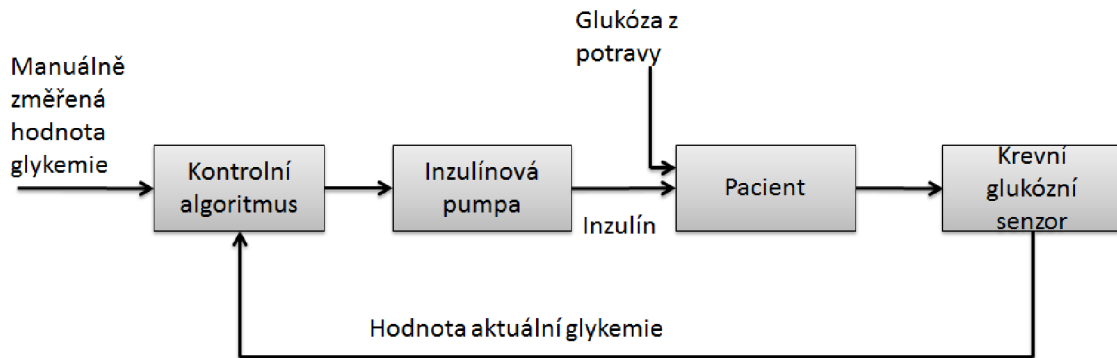 Glukóza z
potravy
Manuálně
změřená
hodnota
glykemie
Kontrolní
algoritmus
Inzulínová
pumpa
Inzulín
Pacient
Krevní
glukózní
senzor
Hodnota aktuální glykemie